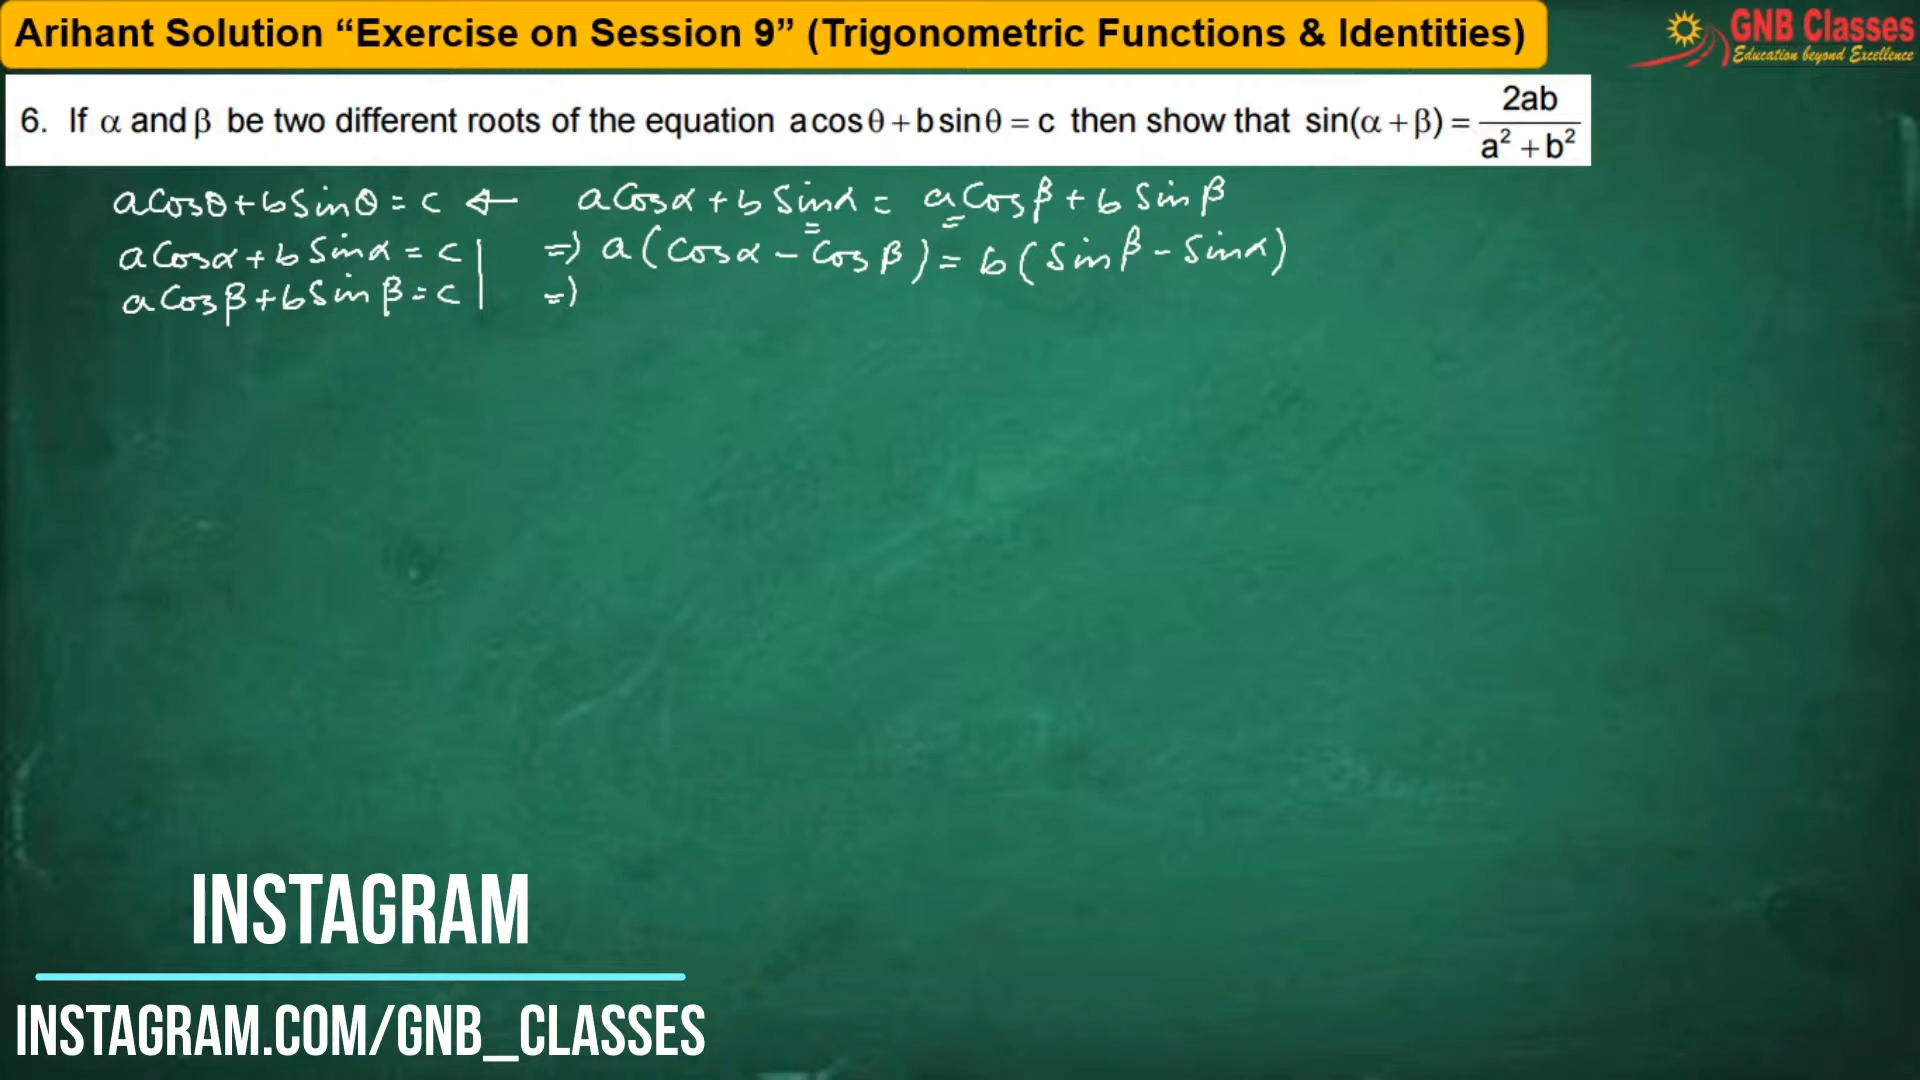 Arihant Solution “Exercise on Session 9” (Trigonometric Functions & Identities)
GNB Classes
Education beyond Excellence
6. If α and β be two different roots of the equation a cos θ + b sin θ = c then show that sin(α + β) = 2ab / a² + b²
a Cosθ + b Sinθ = c ← a Cosα + b Sinα = a Cosβ + b Sinβ
a Cosα + b Sinα = c | => a ( Cosα - Cosβ ) = b ( Sinβ - Sinα )
a Cosβ + b Sinβ = c | =>
INSTAGRAM
INSTAGRAM.COM/GNB_CLASSES